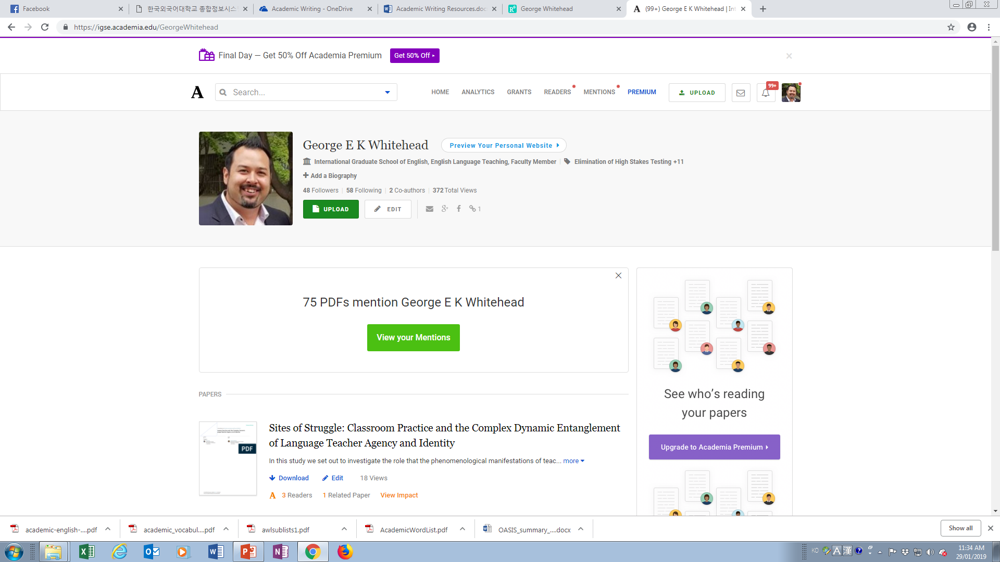 Facebook
한국외국어대학교 종합정보시스
Academic Writing - OneDrive
Academic Writing Resources.doc
George Whitehead
(99+) George E K Whitehead | Int
https://igse.academia.edu/GeorgeWhitehead
Final Day — Get 50% Off Academia Premium
Get 50% Off
A
Search...
HOME
ANALYTICS
GRANTS
READERS
MENTIONS
PREMIUM
UPLOAD
99+
George E K Whitehead
Preview Your Personal Website
International Graduate School of English, English Language Teaching, Faculty Member | Elimination of High Stakes Testing +11
Add a Biography
48 Followers | 58 Following | 2 Co-authors | 372 Total Views
UPLOAD
EDIT
1
75 PDFs mention George E K Whitehead
View your Mentions
See who's reading
your papers
Upgrade to Academia Premium
PAPERS
PDF
Sites of Struggle: Classroom Practice and the Complex Dynamic Entanglement
of Language Teacher Agency and Identity
In this study we set out to investigate the role that the phenomenological manifestations of teac... more
Download
Edit
18 Views
3 Readers
1 Related Paper
View Impact
academic-english-....pdf
academic_vocabul....pdf
awlsublists1.pdf
AcademicWordList.pdf
OASIS_summary_....docx
Show all
KO
A
漢
11:34 AM
29/01/2019